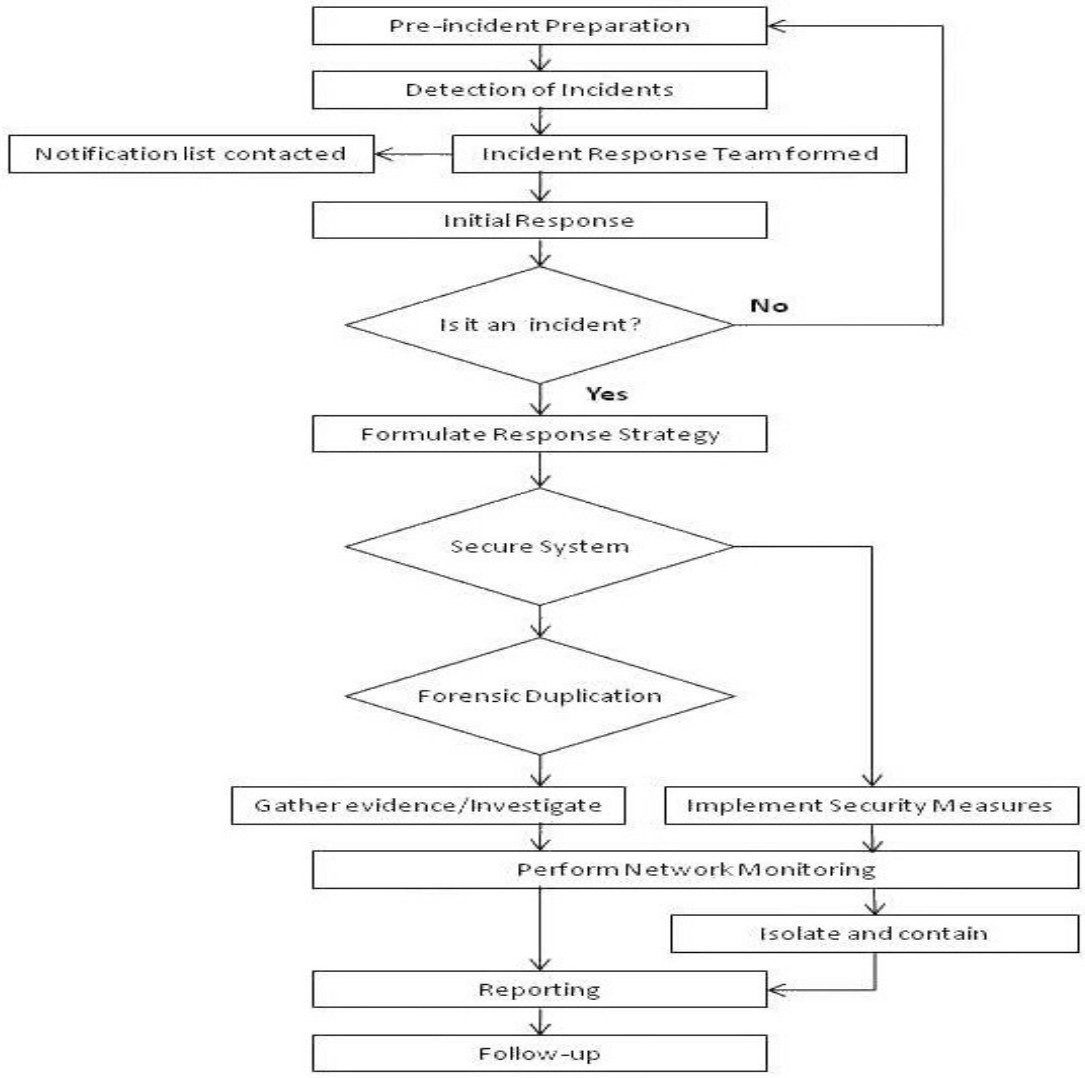 Pre-incident Preparation
Detection of Incidents
Notification list contacted
Incident Response Team formed
Initial Response
Is it an incident?
No
Yes
Formulate Response Strategy
Secure System
Forensic Duplication
Gather evidence/Investigate
Implement Security Measures
Perform Network Monitoring
Isolate and contain
Reporting
Follow-up